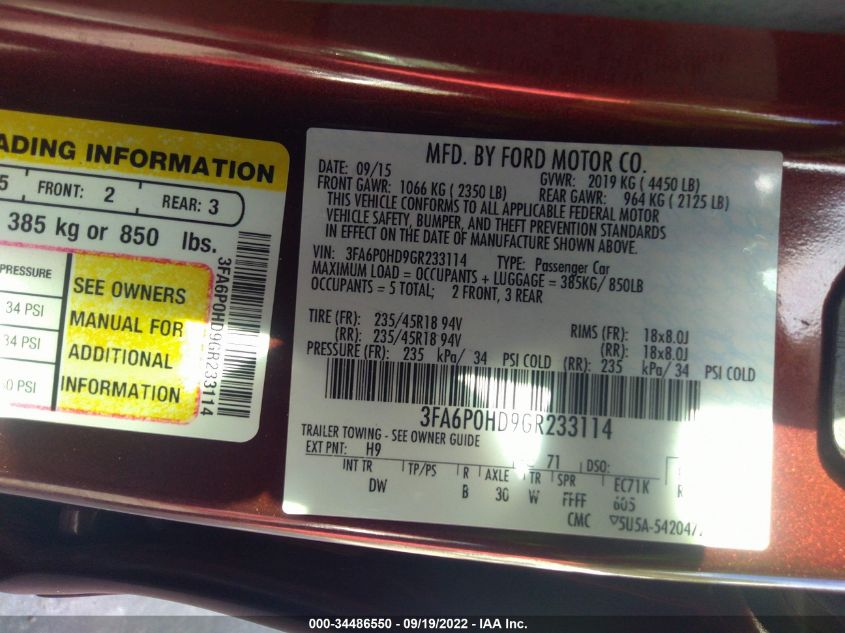 ADING INFORMATION
5 FRONT: 2 REAR: 3
385 kg or 850 lbs.
PRESSURE
34 PSI
34 PSI
0 PSI
SEE OWNERS
MANUAL FOR
ADDITIONAL
INFORMATION
3FA6P0HD9GR233114
MFD. BY FORD MOTOR CO.
DATE: 09/15 GVWR: 2019 KG ( 4450 LB)
FRONT GAWR: 1066 KG ( 2350 LB) REAR GAWR: 964 KG ( 2125 LB)
THIS VEHICLE CONFORMS TO ALL APPLICABLE FEDERAL MOTOR
VEHICLE SAFETY, BUMPER, AND THEFT PREVENTION STANDARDS
IN EFFECT ON THE DATE OF MANUFACTURE SHOWN ABOVE.
VIN: 3FA6P0HD9GR233114 TYPE: Passenger Car
MAXIMUM LOAD = OCCUPANTS + LUGGAGE = 385KG/ 850LB
OCCUPANTS = 5 TOTAL; 2 FRONT, 3 REAR
TIRE (FR): 235/45R18 94V RIMS (FR): 18x8.0J
(RR): 235/45R18 94V (RR): 18x8.0J
PRESSURE (FR): 235 kPa/ 34 PSI COLD (RR): 235 kPa/ 34 PSI COLD
3FA6P0HD9GR233114
TRAILER TOWING - SEE OWNER GUIDE
EXT PNT: H9 71 DSO:
INT TR TP/PS R AXLE TR SPR EC71K
DW B 30 W FFFF 605
CMC 5U5A-54204
000-34486550 - 09/19/2022 - IAA Inc.